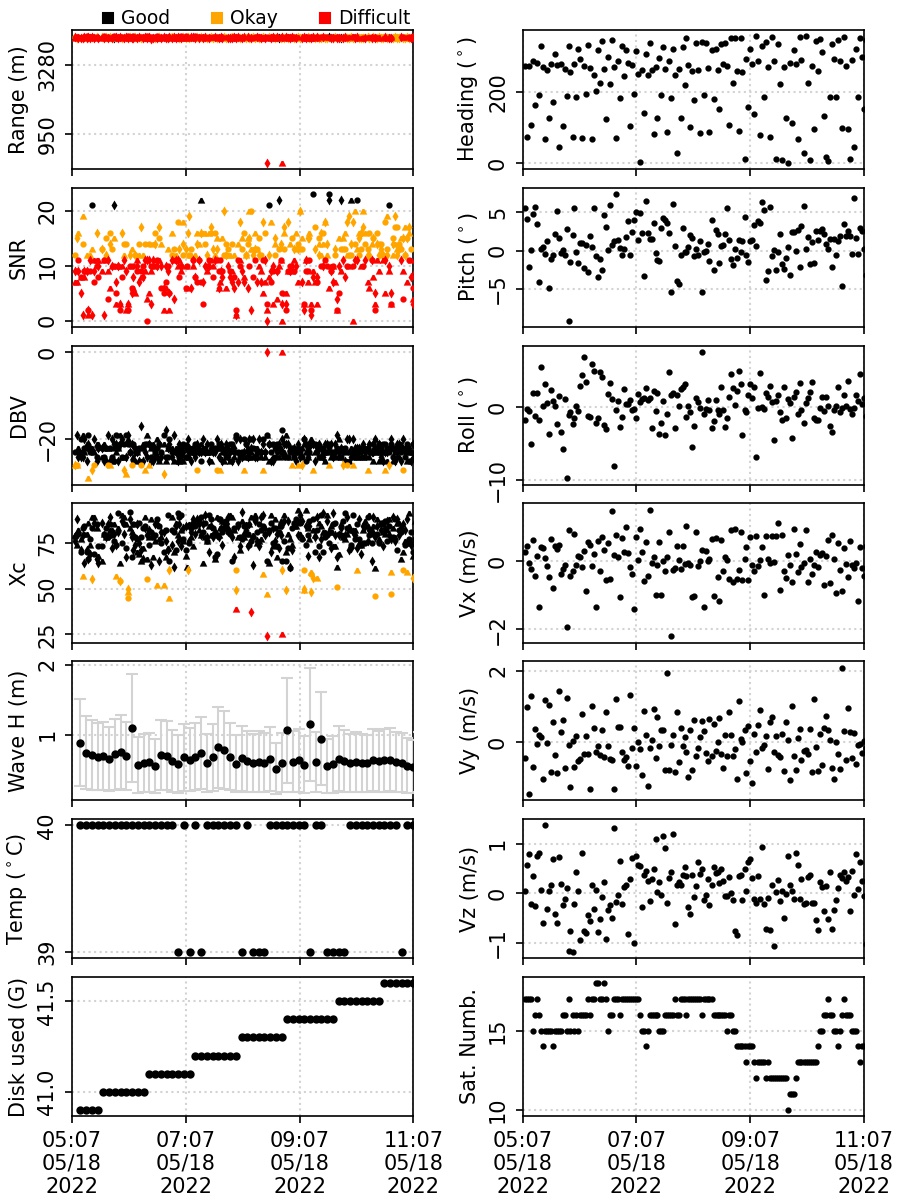 Good Okay Difficult
Range (m)
3280
950
Heading (°)
200
0
SNR
20
10
0
Pitch (°)
5
0
−5
DBV
0
−20
Roll (°)
0
−10
Xc
75
50
25
Vx (m/s)
0
−2
Wave H (m)
2
1
Vy (m/s)
2
0
Temp (°C)
40
39
Vz (m/s)
1
0
−1
Disk used (G)
41.5
41.0
Sat. Numb.
15
10
05:07 07:07 09:07 11:07 05:07 07:07 09:07 11:07
05/18 05/18 05/18 05/18 05/18 05/18 05/18 05/18
2022 2022 2022 2022 2022 2022 2022 2022